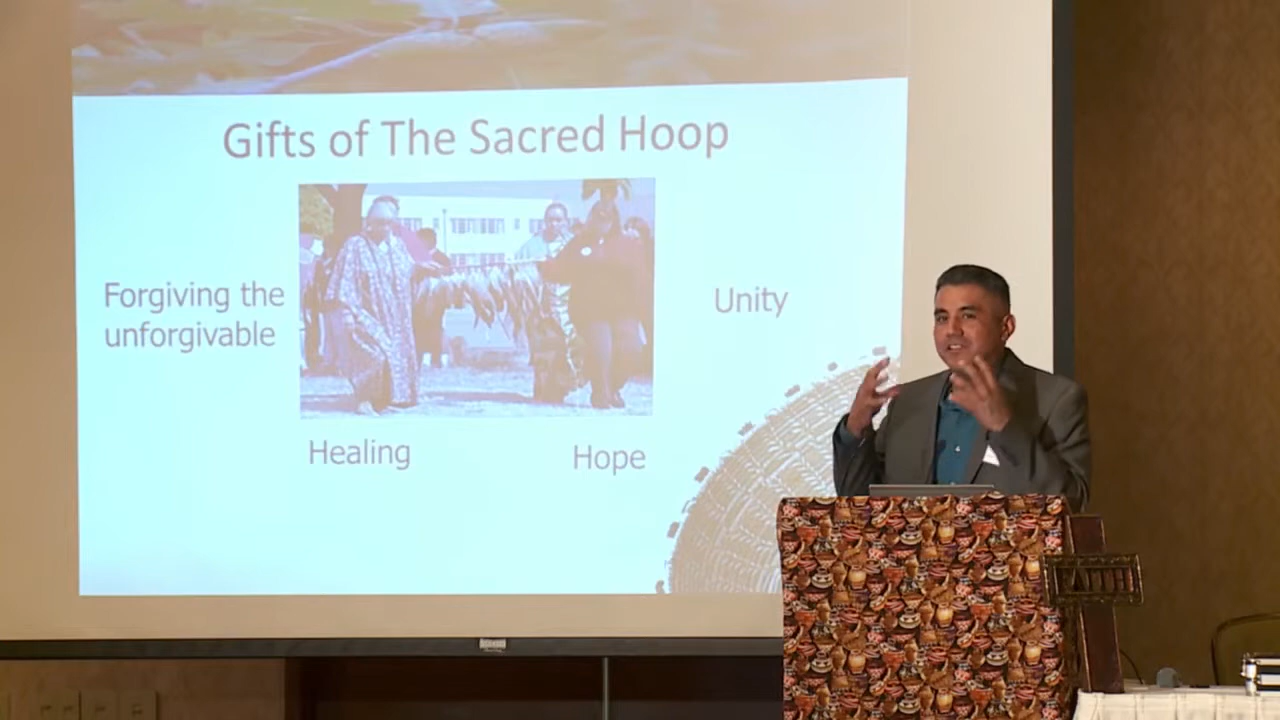 Gifts of The Sacred Hoop
Forgiving the
unforgivable
Unity
Healing
Hope